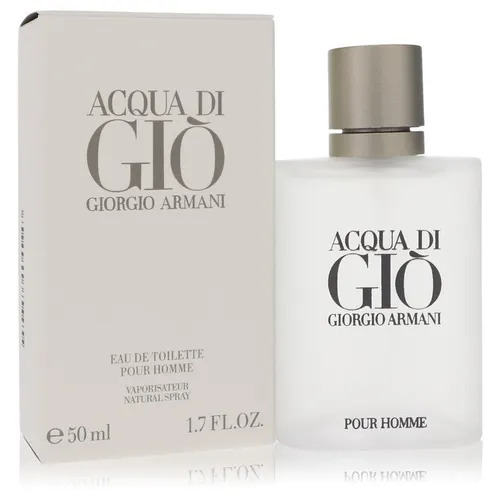 ACQUA DI
GIÒ
GIORGIO ARMANI
EAU DE TOILETTE
POUR HOMME
VAPORISATEUR
NATURAL SPRAY
e 50 ml 1.7 FL.OZ.
ACQUA DI
GIÒ
GIORGIO ARMANI
POUR HOMME